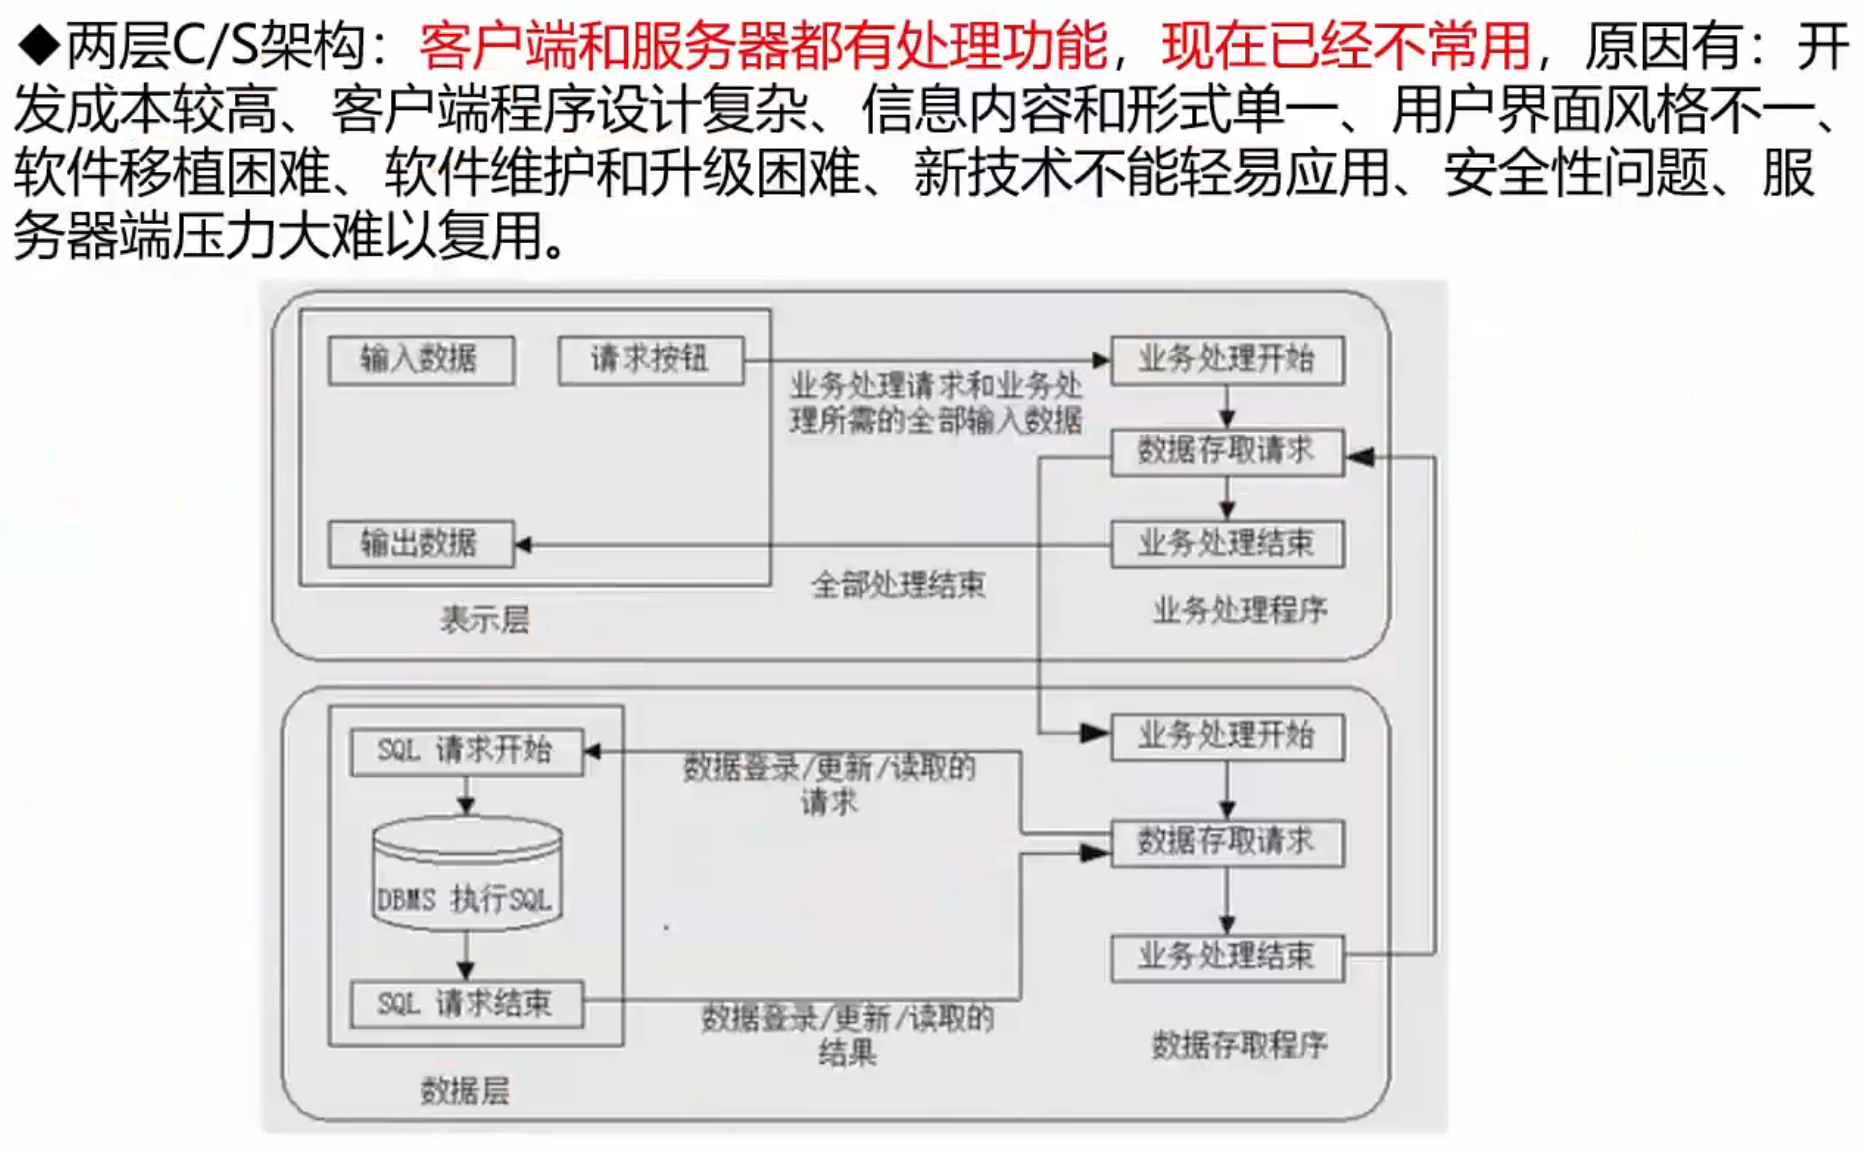 ◆两层C/S架构：客户端和服务器都有处理功能，现在已经不常用，原因有：开
发成本较高、客户端程序设计复杂、信息内容和形式单一、用户界面风格不一、
软件移植困难、软件维护和升级困难、新技术不能轻易应用、安全性问题、服
务器端压力大难以复用。
输入数据
请求按钮
业务处理开始
业务处理请求和业务处
理所需的全部输入数据
数据存取请求
输出数据
业务处理结束
全部处理结束
表示层
业务处理程序
SQL 请求开始
数据登录/更新/读取的
请求
业务处理开始
数据存取请求
DBMS 执行SQL
业务处理结束
SQL 请求结束
数据登录/更新/读取的
结果
数据存取程序
数据层